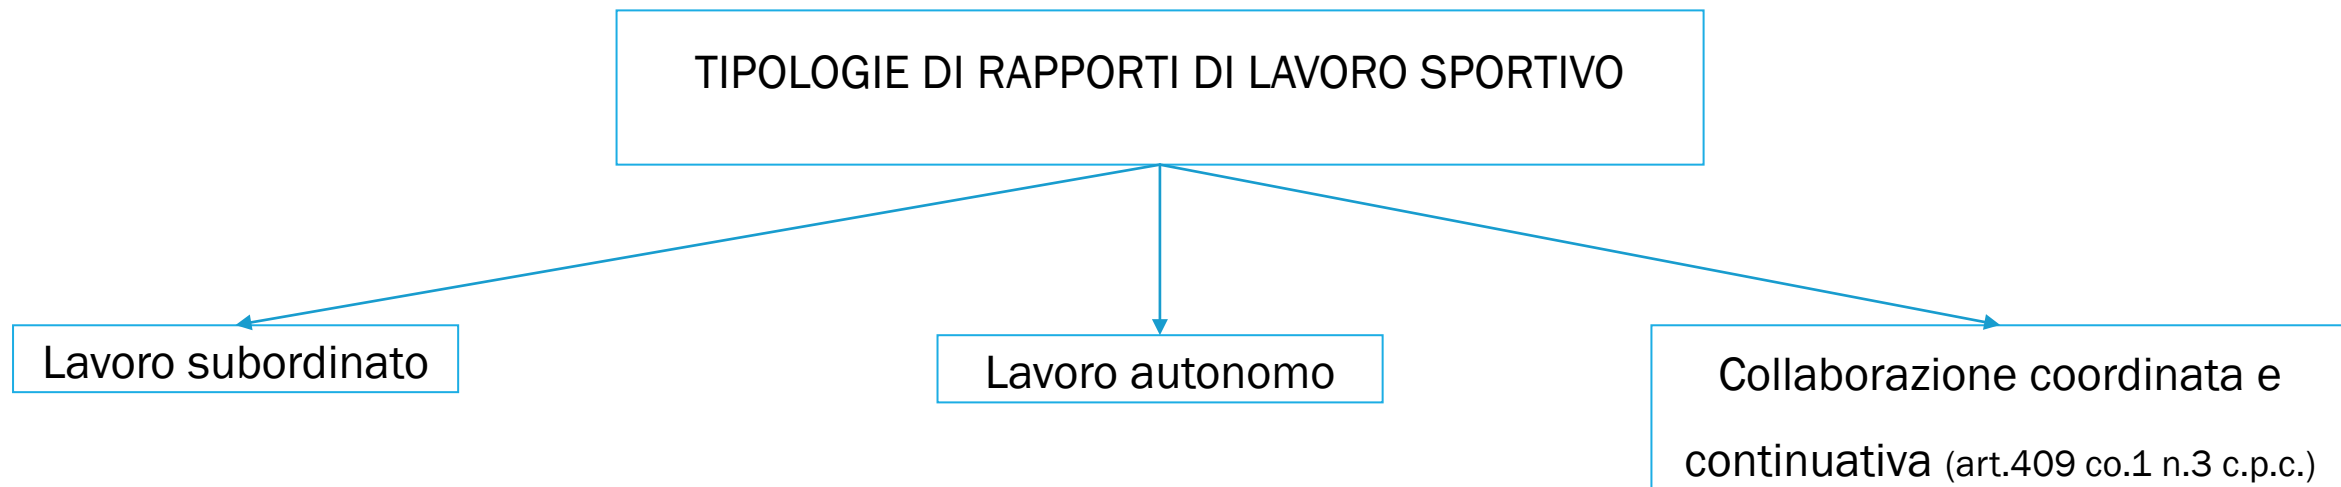 TIPOLOGIE DI RAPPORTI DI LAVORO SPORTIVO
Lavoro subordinato
Lavoro autonomo
Collaborazione coordinata e
continuativa (art.409 co.1 n.3 c.p.c.)